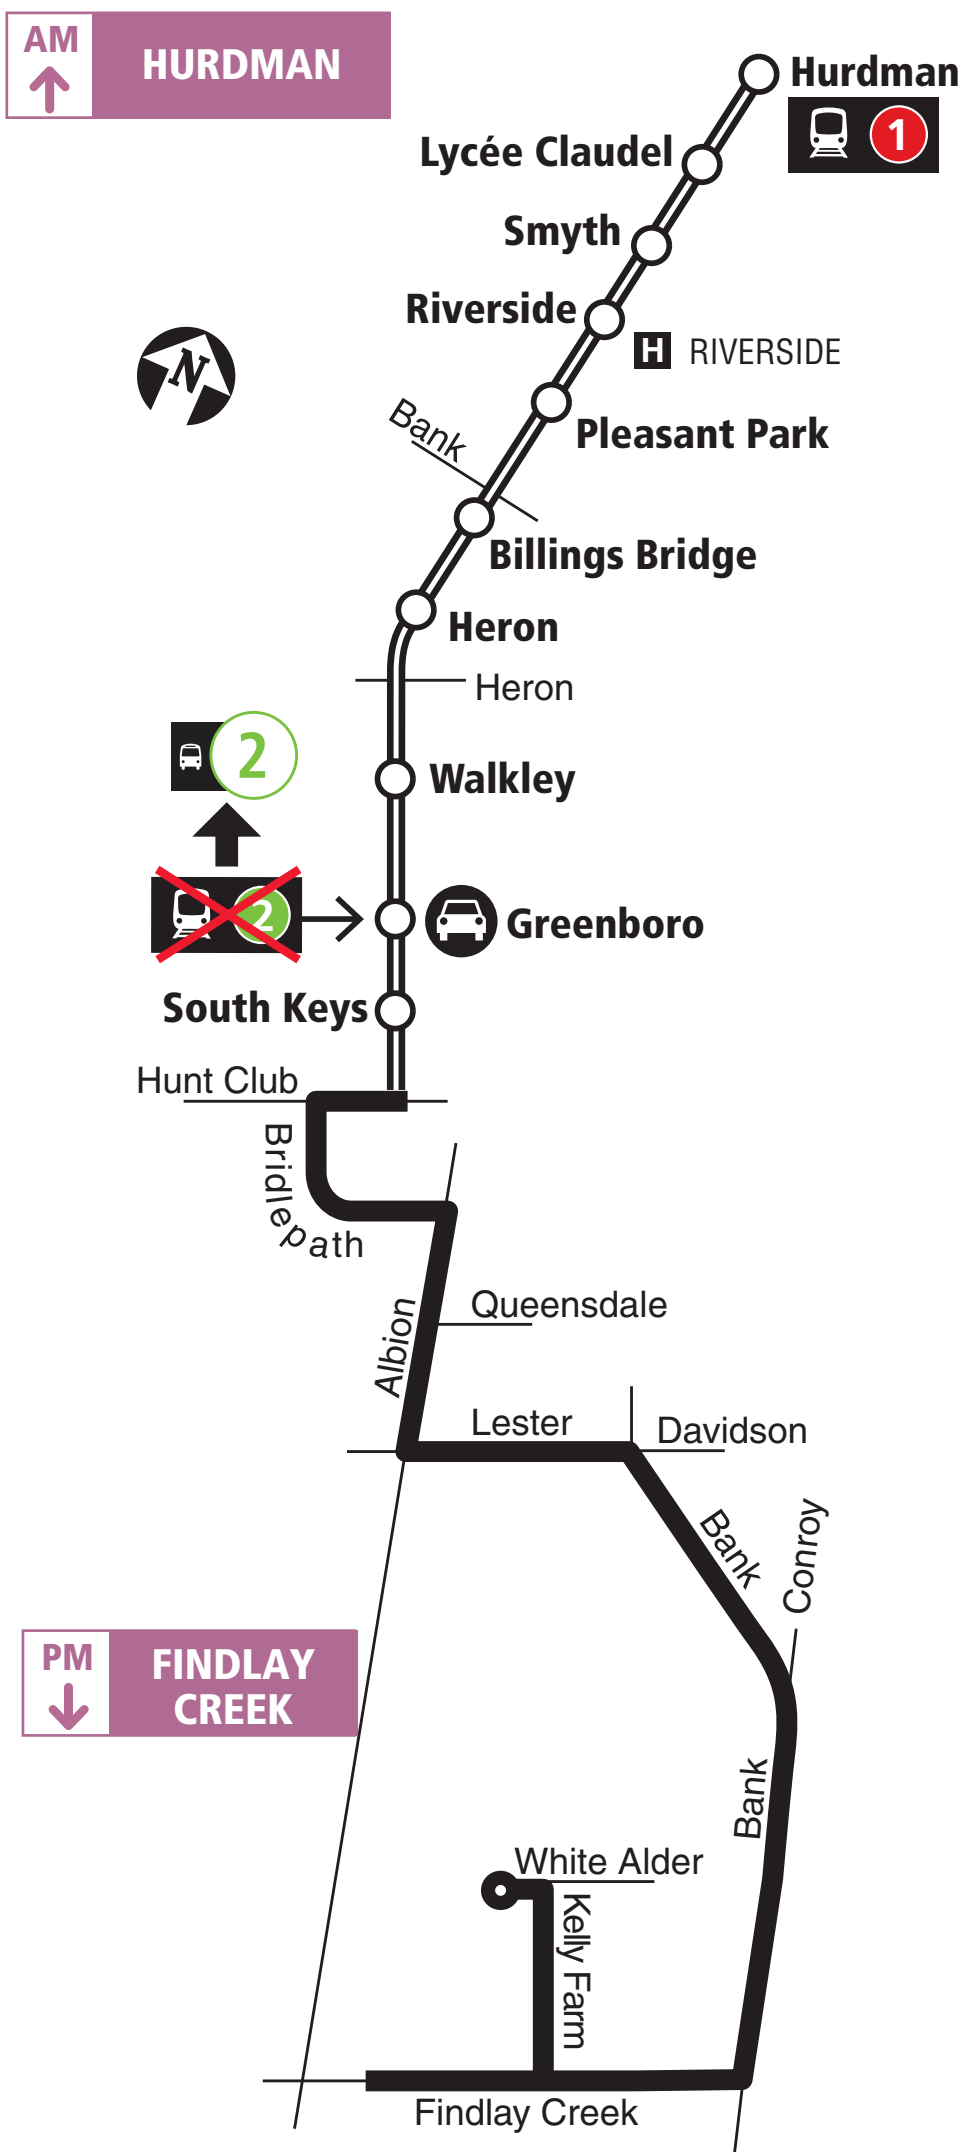 AM
HURDMAN
Hurdman
1
Lycée Claudel
Smyth
Riverside
H RIVERSIDE
N
Pleasant Park
Bank
Billings Bridge
Heron
Heron
2
Walkley
2
Greenboro
South Keys
Hunt Club
Bridlepath
Queensdale
Albion
Lester
Davidson
Bank
Conroy
PM
FINDLAY
CREEK
Bank
White Alder
Kelly Farm
Findlay Creek